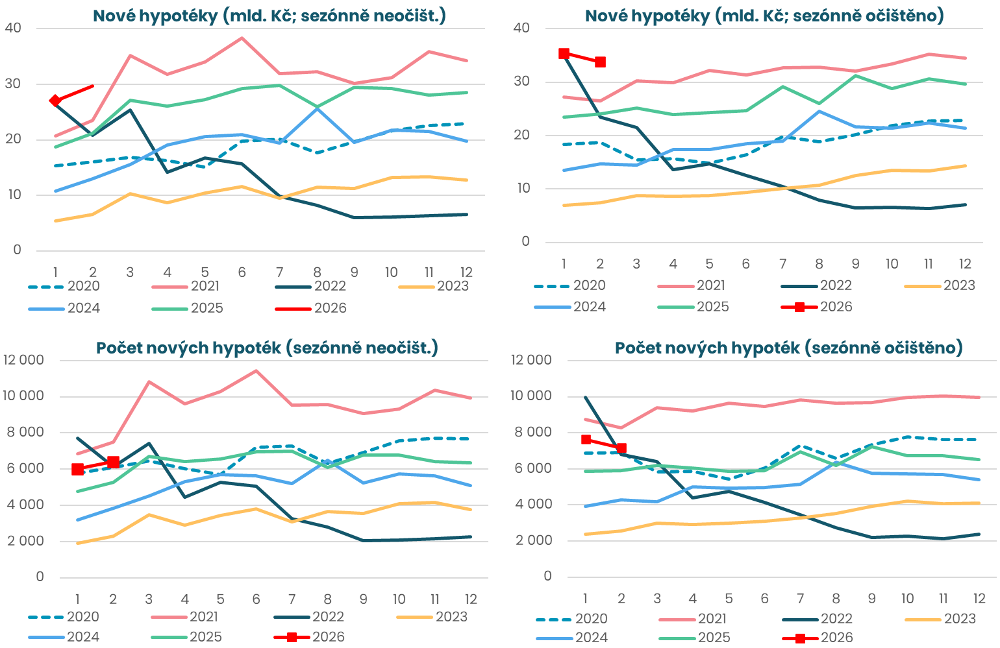 Nové hypotéky (mld. Kč; sezónně neočišt.)
40
30
20
10
0
1 2 3 4 5 6 7 8 9 10 11 12
2020 2021 2022 2023
2024 2025 2026
Nové hypotéky (mld. Kč; sezónně očištěno)
40
30
20
10
0
1 2 3 4 5 6 7 8 9 10 11 12
2020 2021 2022 2023
2024 2025 2026
Počet nových hypoték (sezónně neočišt.)
12 000
10 000
8 000
6 000
4 000
2 000
0
1 2 3 4 5 6 7 8 9 10 11 12
2020 2021 2022 2023
2024 2025 2026
Počet nových hypoték (sezónně očištěno)
12 000
10 000
8 000
6 000
4 000
2 000
0
1 2 3 4 5 6 7 8 9 10 11 12
2020 2021 2022 2023
2024 2025 2026